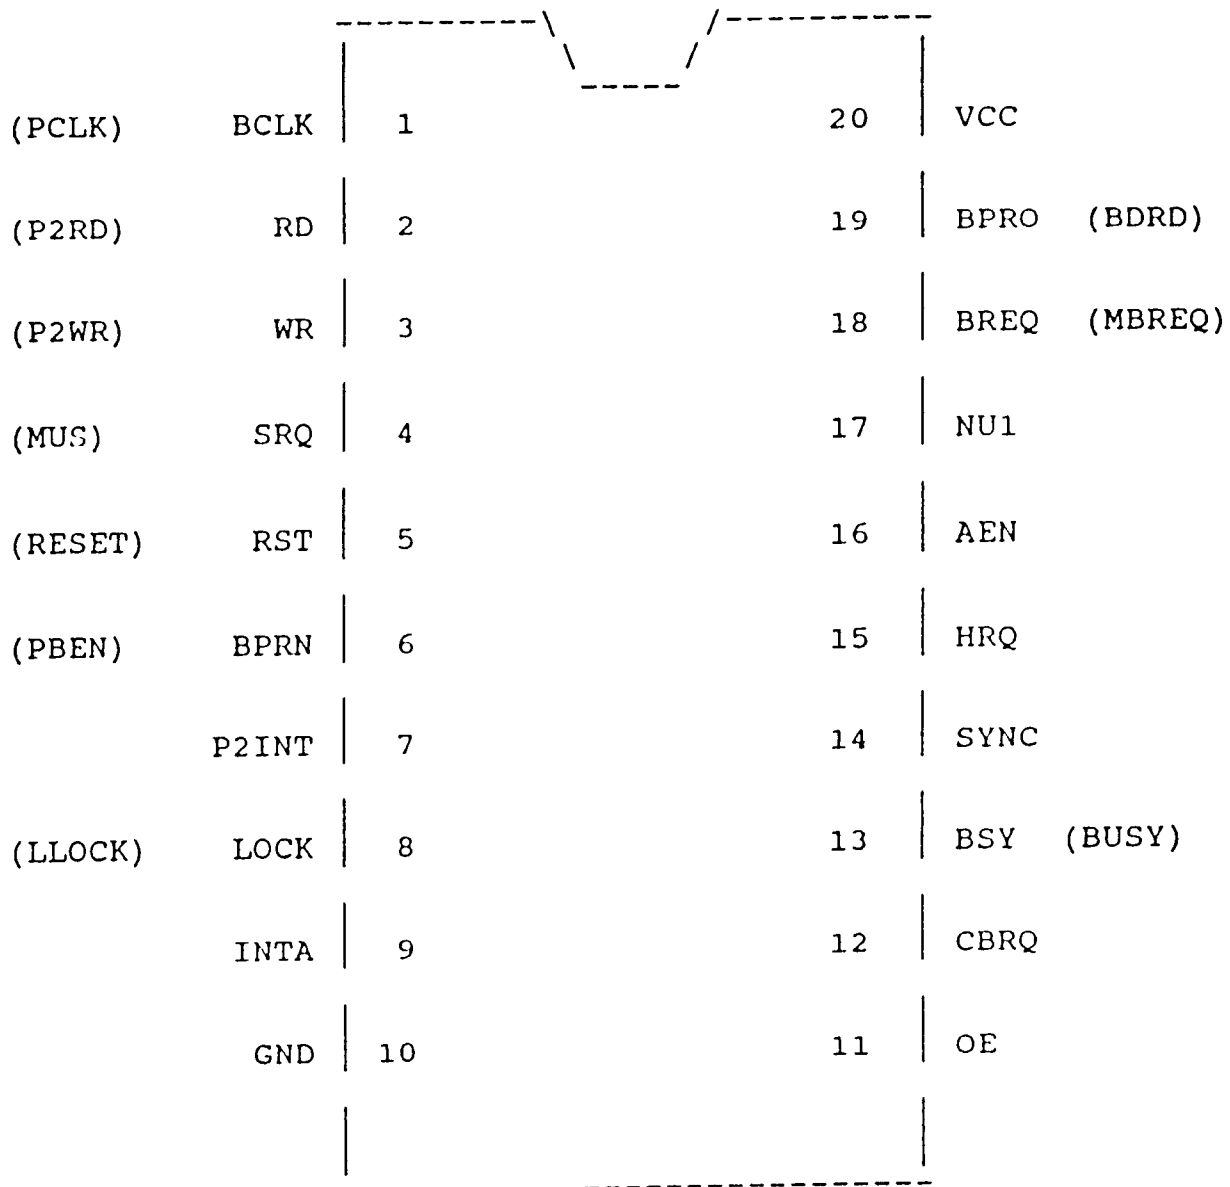 (PCLK) BCLK 1 20 VCC
(P2RD) RD 2 19 BPRO (BDRD)
(P2WR) WR 3 18 BREQ (MBREQ)
(MUS) SRQ 4 17 NU1
(RESET) RST 5 16 AEN
(PBEN) BPRN 6 15 HRQ
P2INT 7 14 SYNC
(LLOCK) LOCK 8 13 BSY (BUSY)
INTA 9 12 CBRQ
GND 10 11 OE